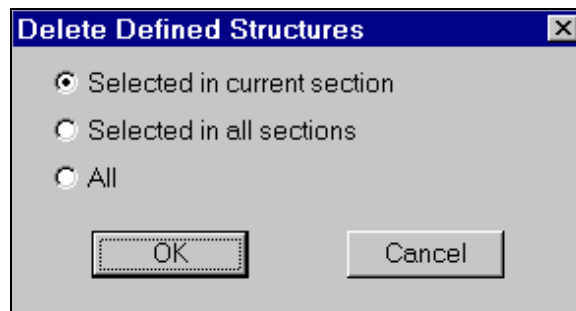 Delete Defined Structures
Selected in current section
Selected in all sections
All
OK Cancel